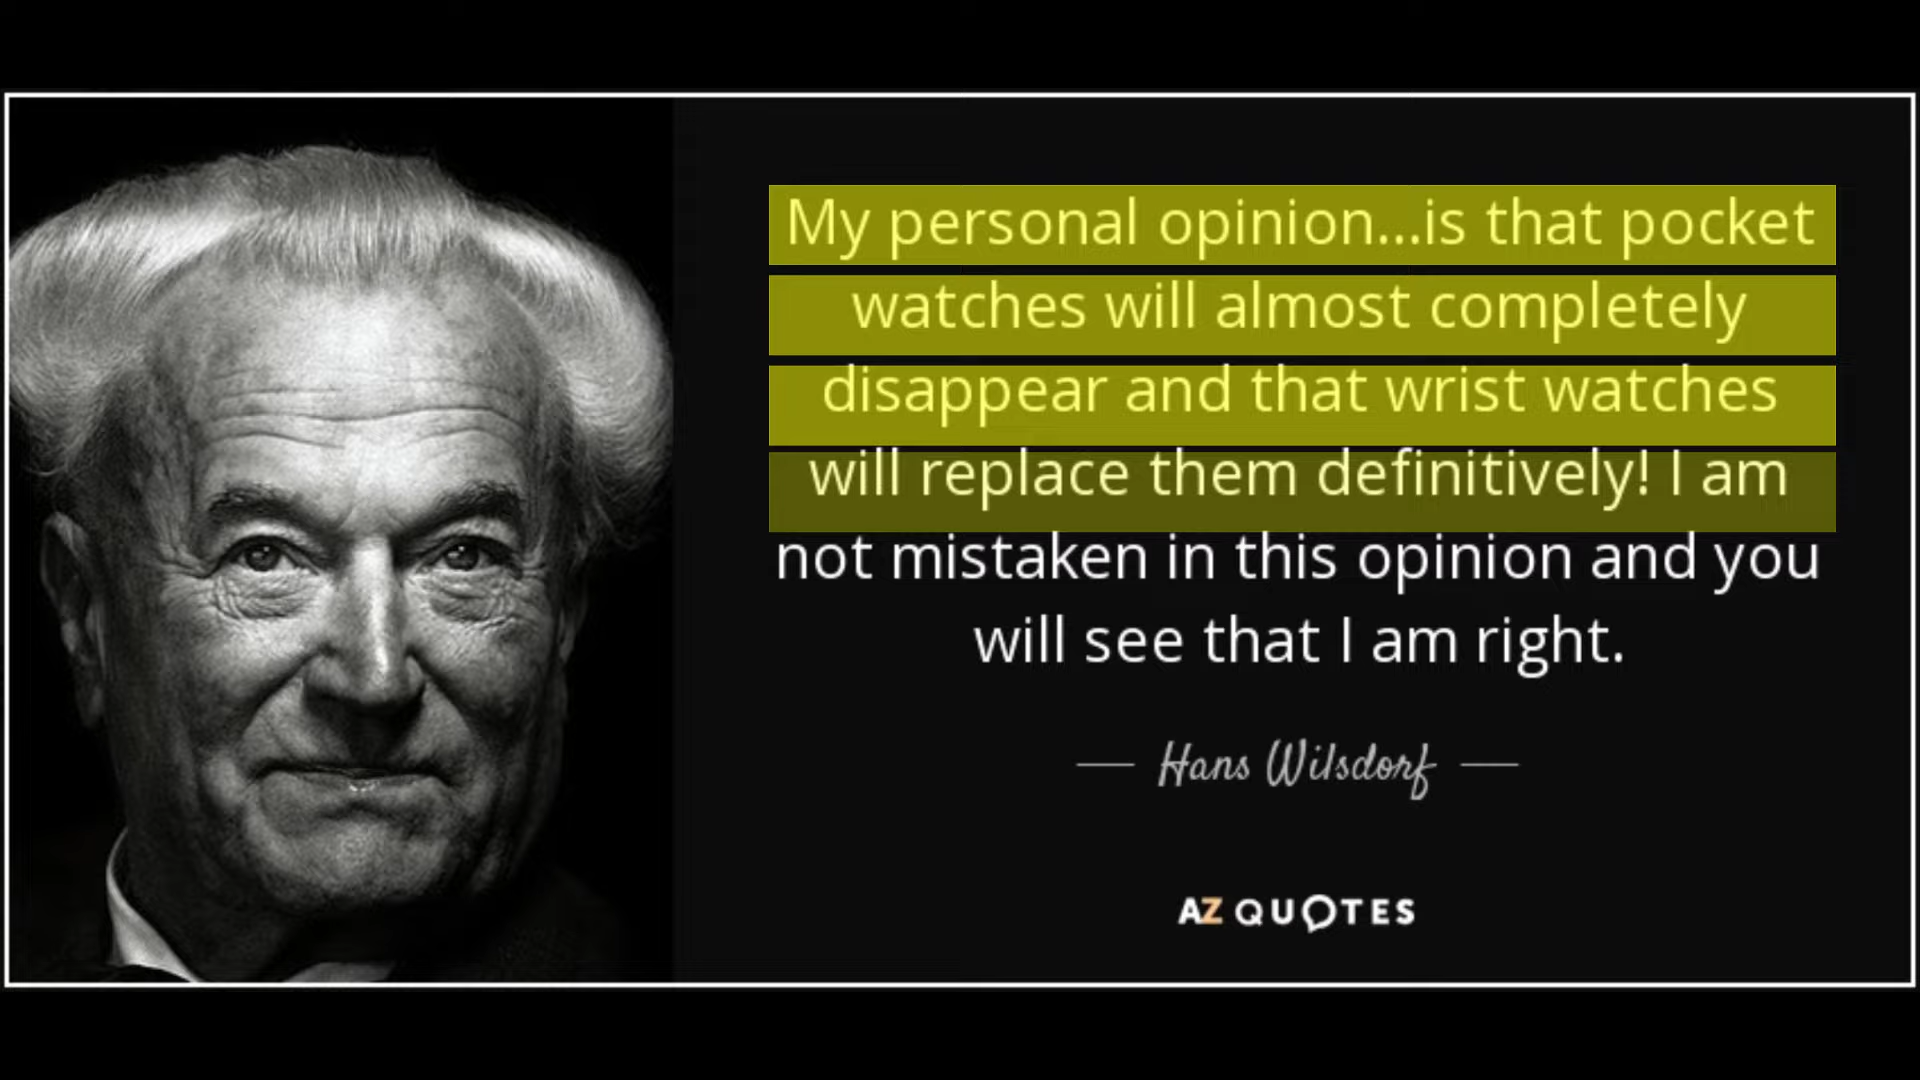 My personal opinion...is that pocket
watches will almost completely
disappear and that wrist watches
will replace them definitively! I am
not mistaken in this opinion and you
will see that I am right.
Hans Wilsdorf
AZ QUOTES